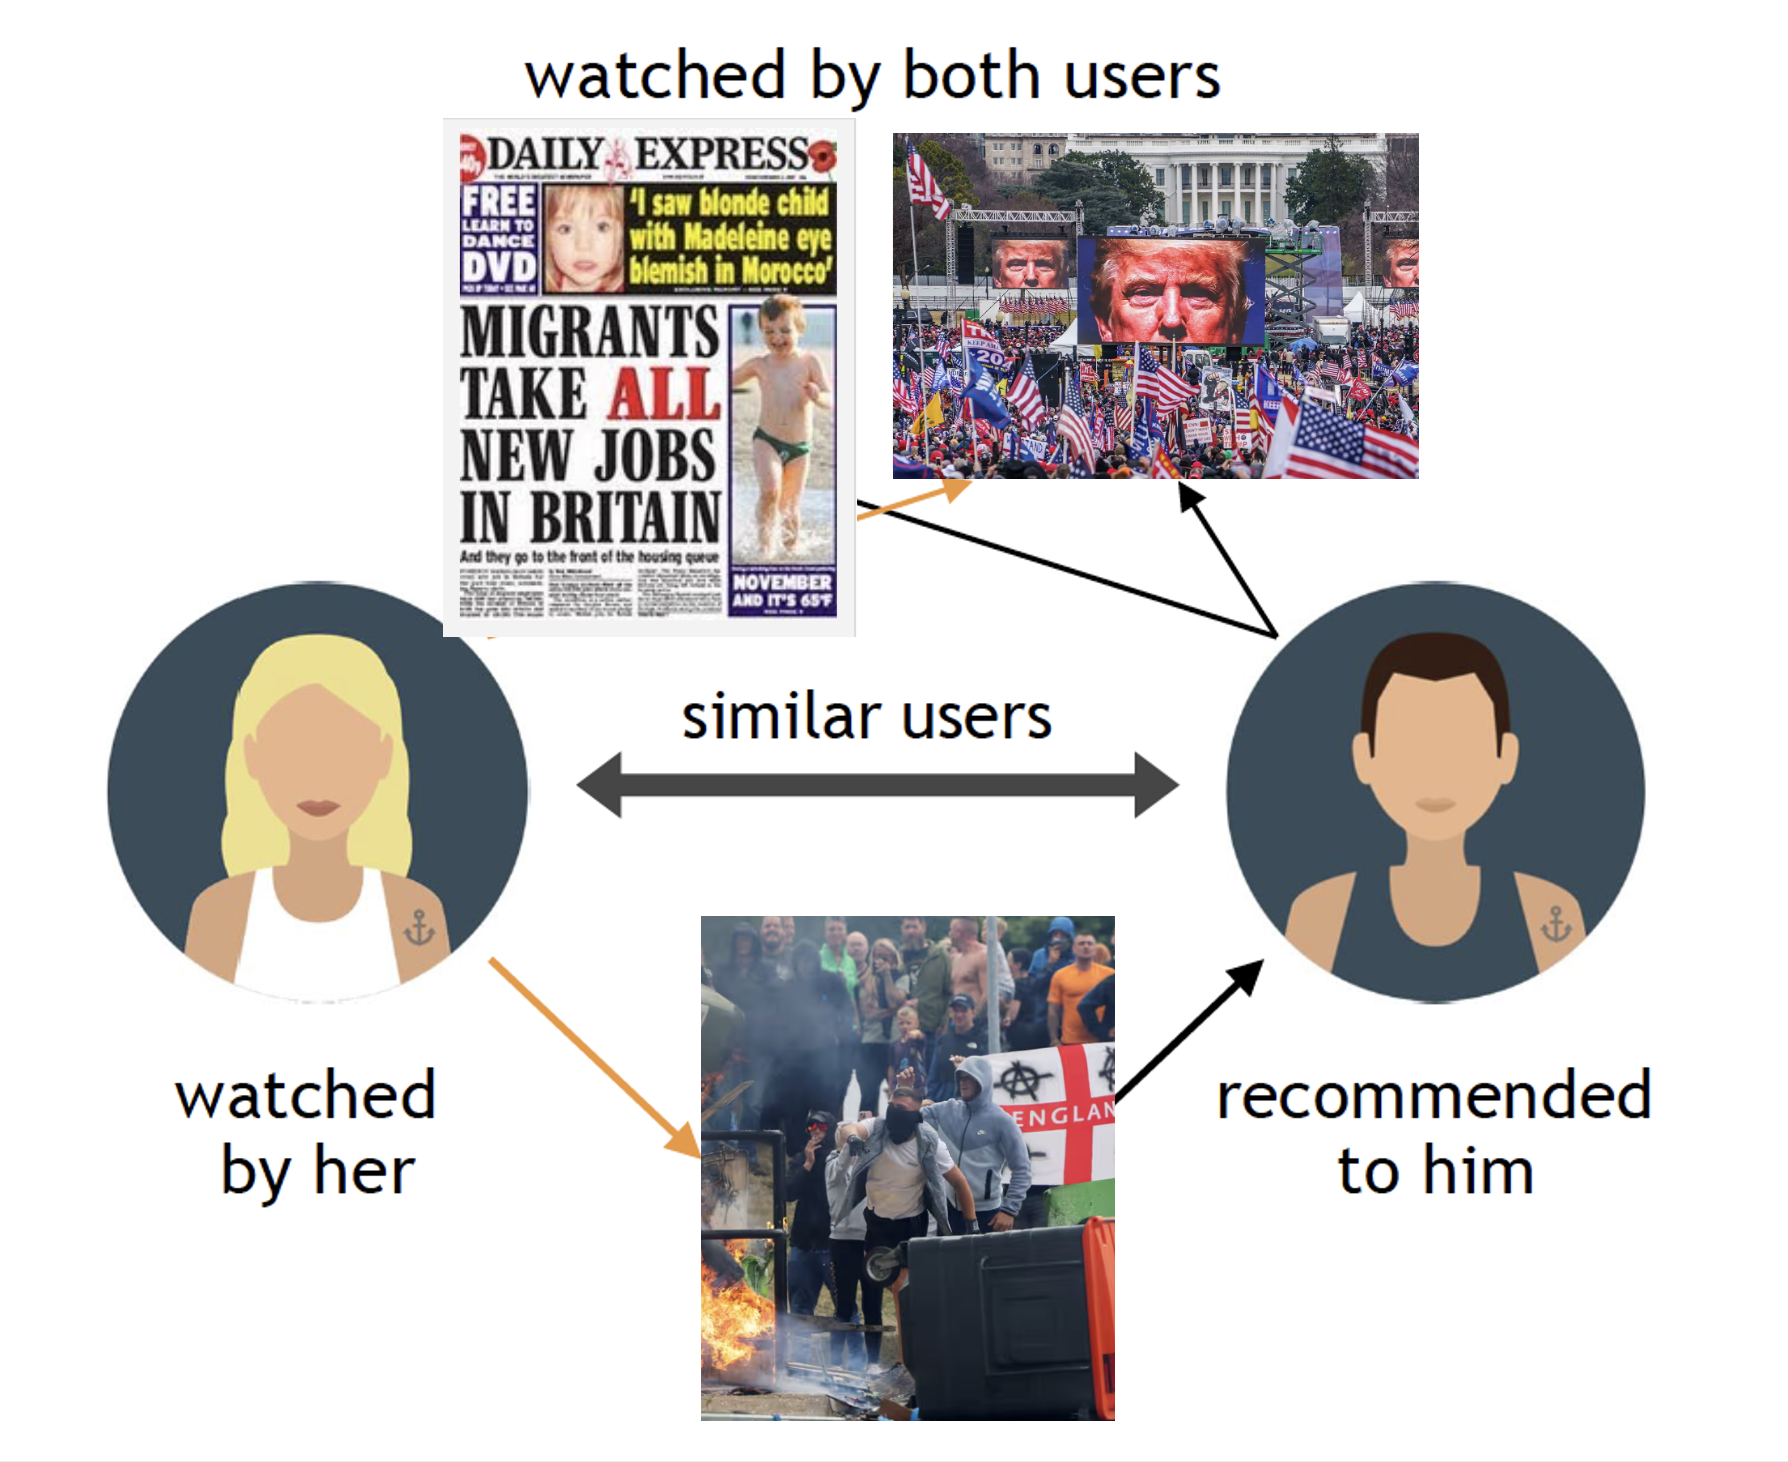 watched by both users
DAILY EXPRESS
FREE
LEARN TO
DANCE
DVD
'I saw blonde child
with Madeleine eye
blemish in Morocco'
MIGRANTS
TAKE ALL
NEW JOBS
IN BRITAIN
And they go to the front of the housing queue
NOVEMBER
AND IT'S 65°F
similar users
ENGLAN
watched
by her
recommended
to him